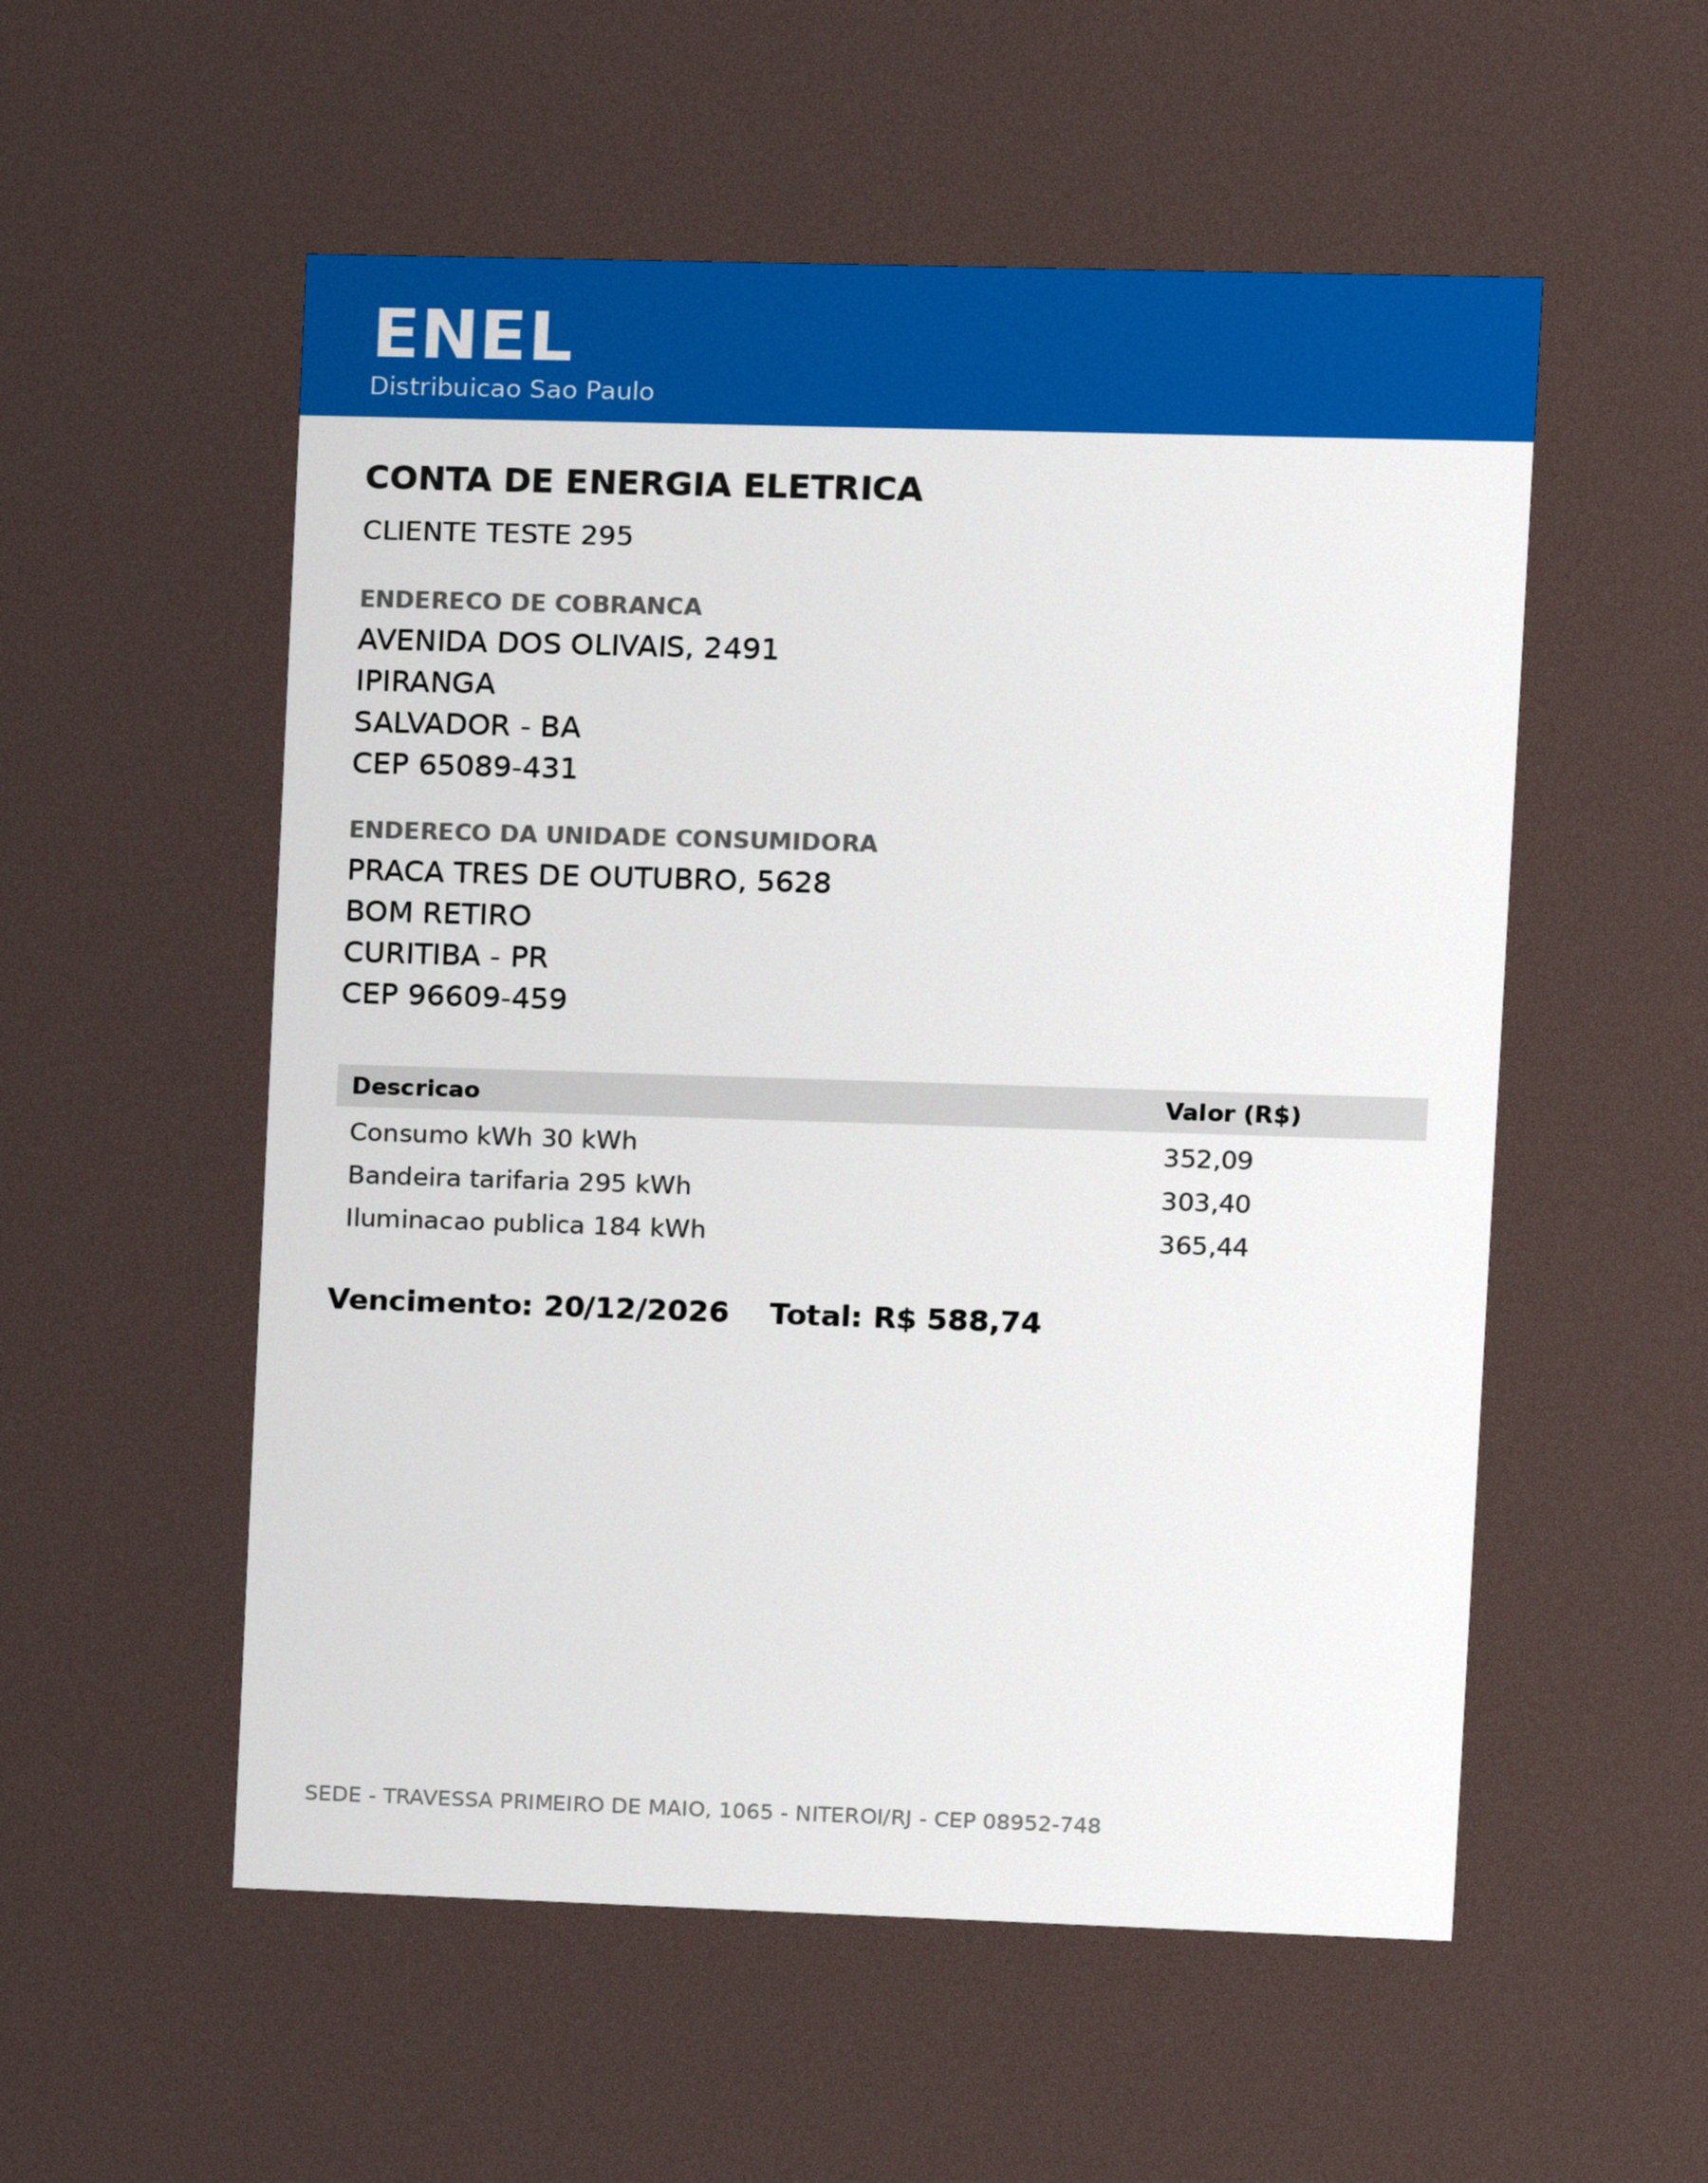 ENEL
Distribuicao Sao Paulo
CONTA DE ENERGIA ELETRICA
CLIENTE TESTE 295
ENDERECO DE COBRANCA
AVENIDA DOS OLIVAIS, 2491
IPIRANGA
SALVADOR - BA
CEP 65089-431
ENDERECO DA UNIDADE CONSUMIDORA
PRACA TRES DE OUTUBRO, 5628
BOM RETIRO
CURITIBA - PR
CEP 96609-459
Descricao Valor (R$)
Consumo kWh 30 kWh 352,09
Bandeira tarifaria 295 kWh 303,40
Iluminacao publica 184 kWh 365,44
Vencimento: 20/12/2026 Total: R$ 588,74
SEDE - TRAVESSA PRIMEIRO DE MAIO, 1065 - NITEROI/RJ - CEP 08952-748